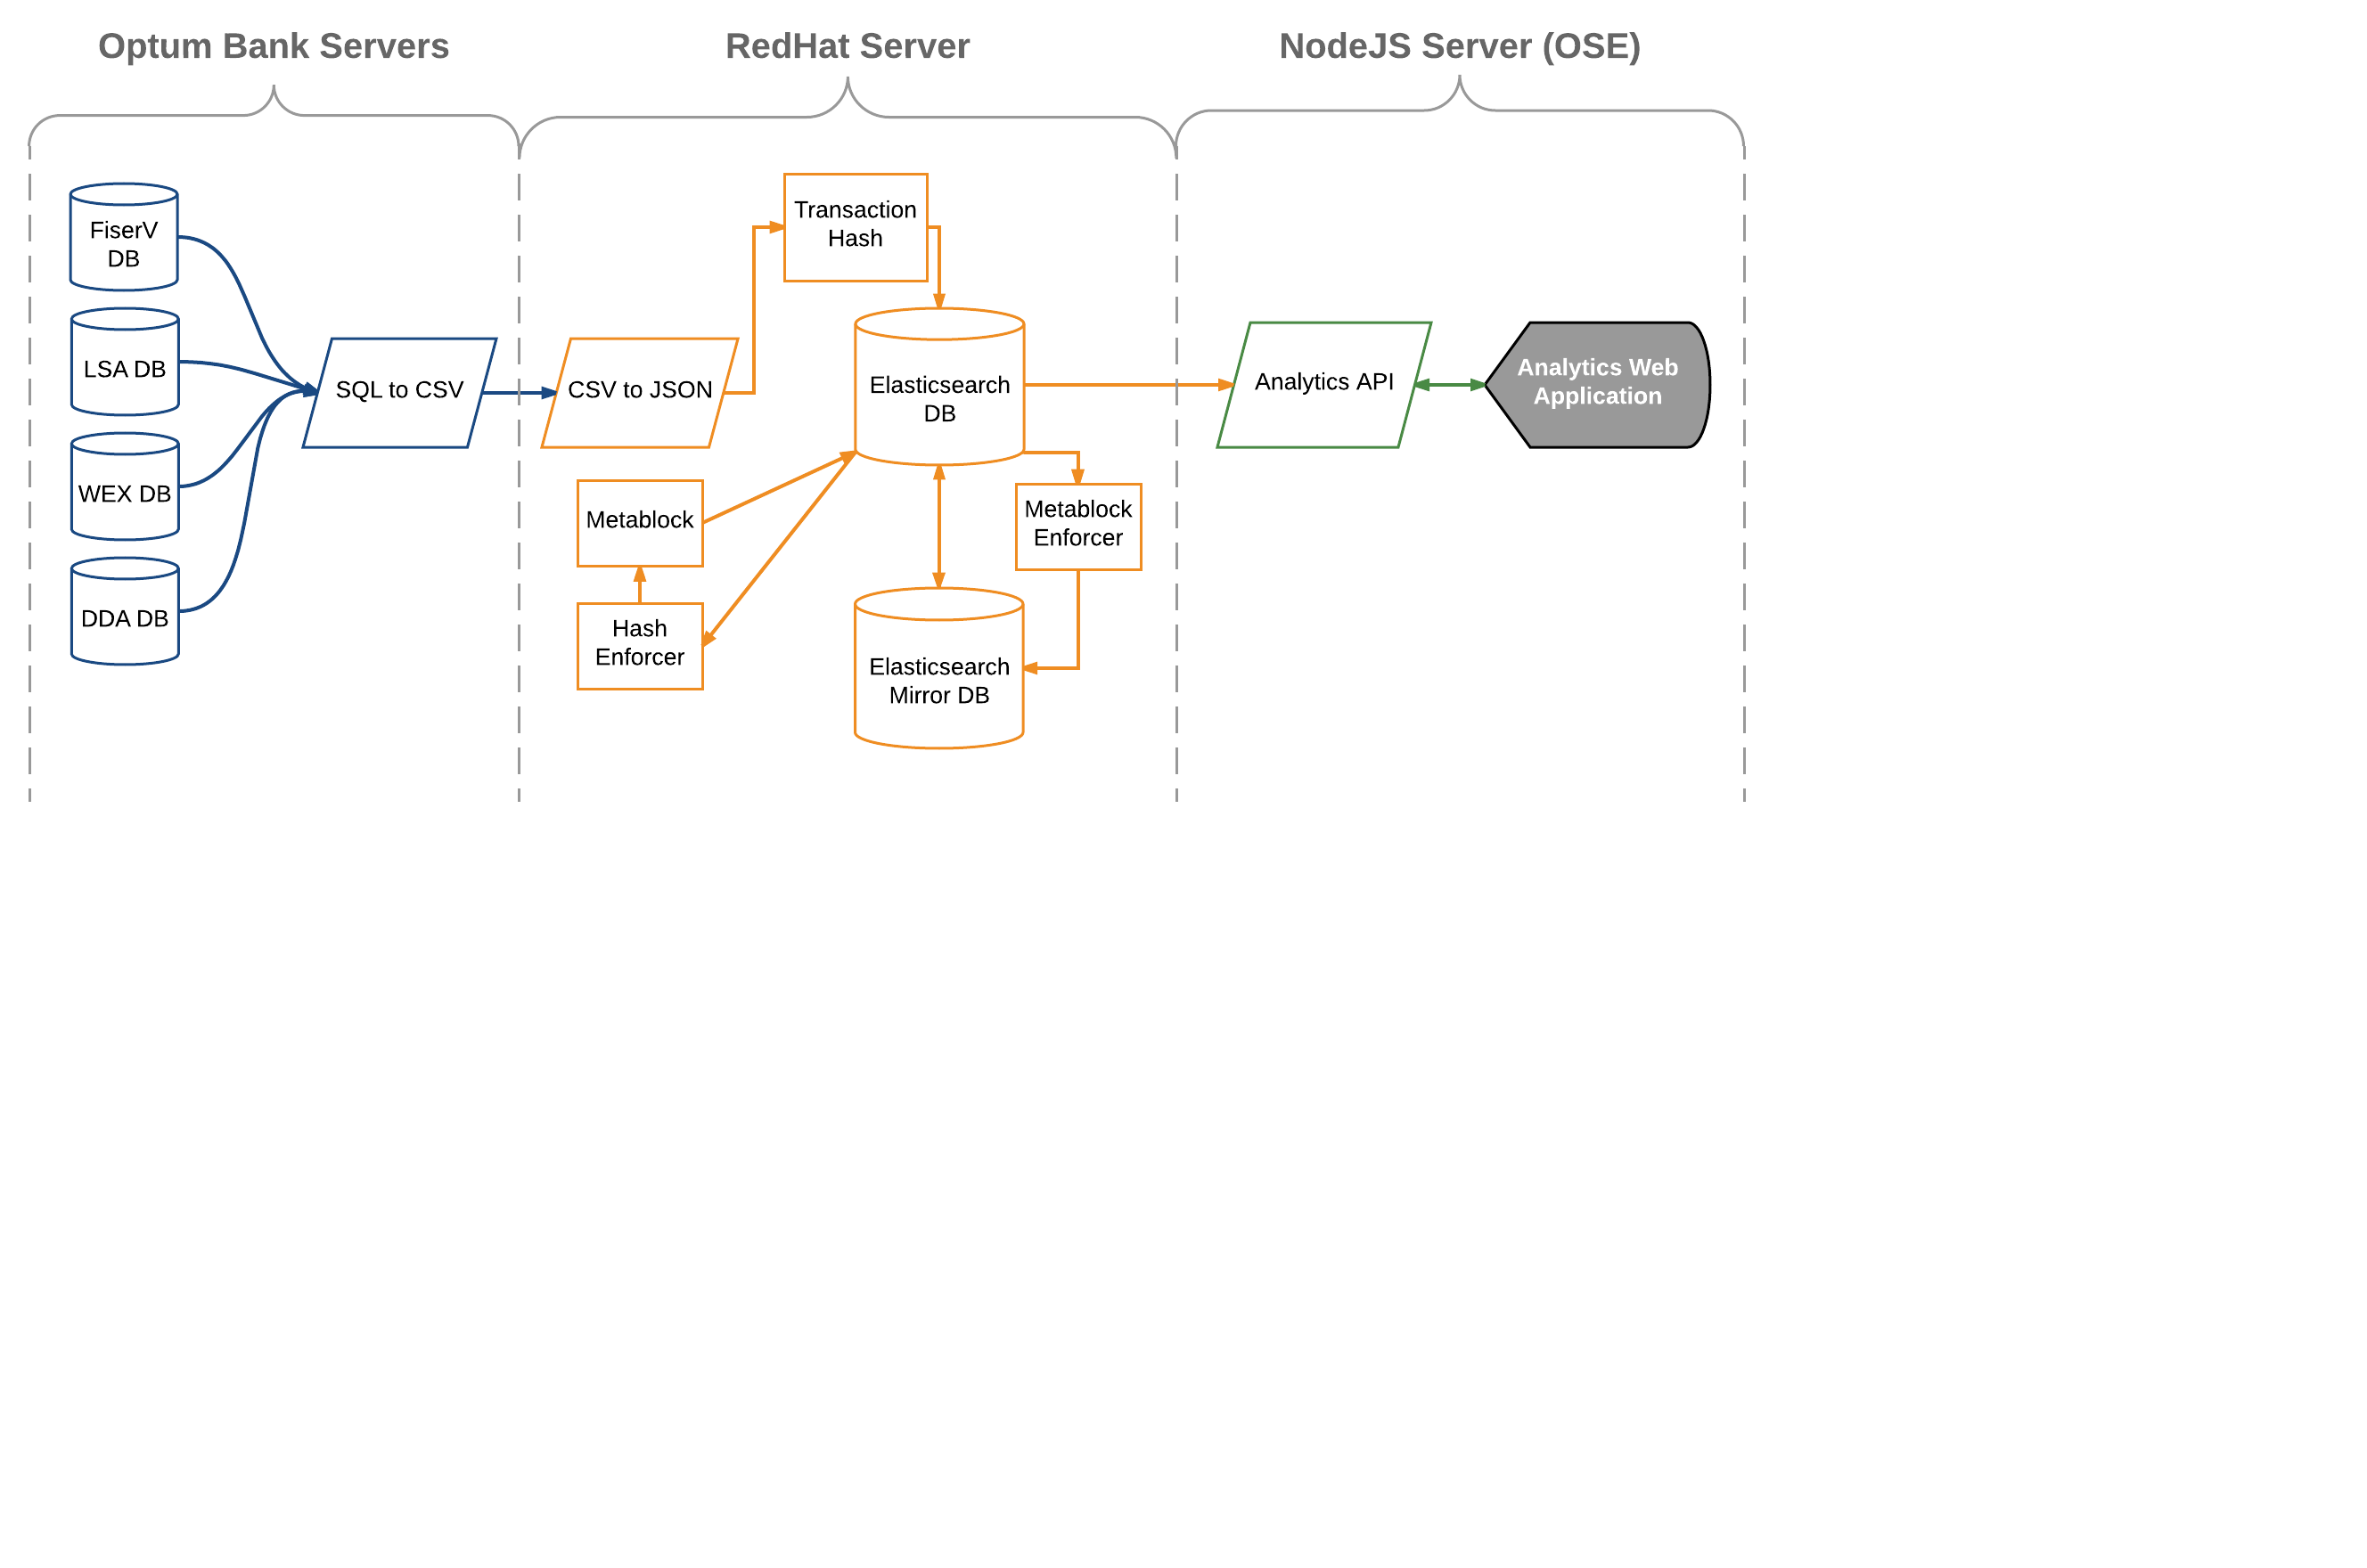 Optum Bank Servers
RedHat Server
NodeJS Server (OSE)
FiserV
DB
LSA DB
WEX DB
DDA DB
SQL to CSV
CSV to JSON
Transaction
Hash
Elasticsearch
DB
Metablock
Hash
Enforcer
Metablock
Enforcer
Elasticsearch
Mirror DB
Analytics API
Analytics Web
Application